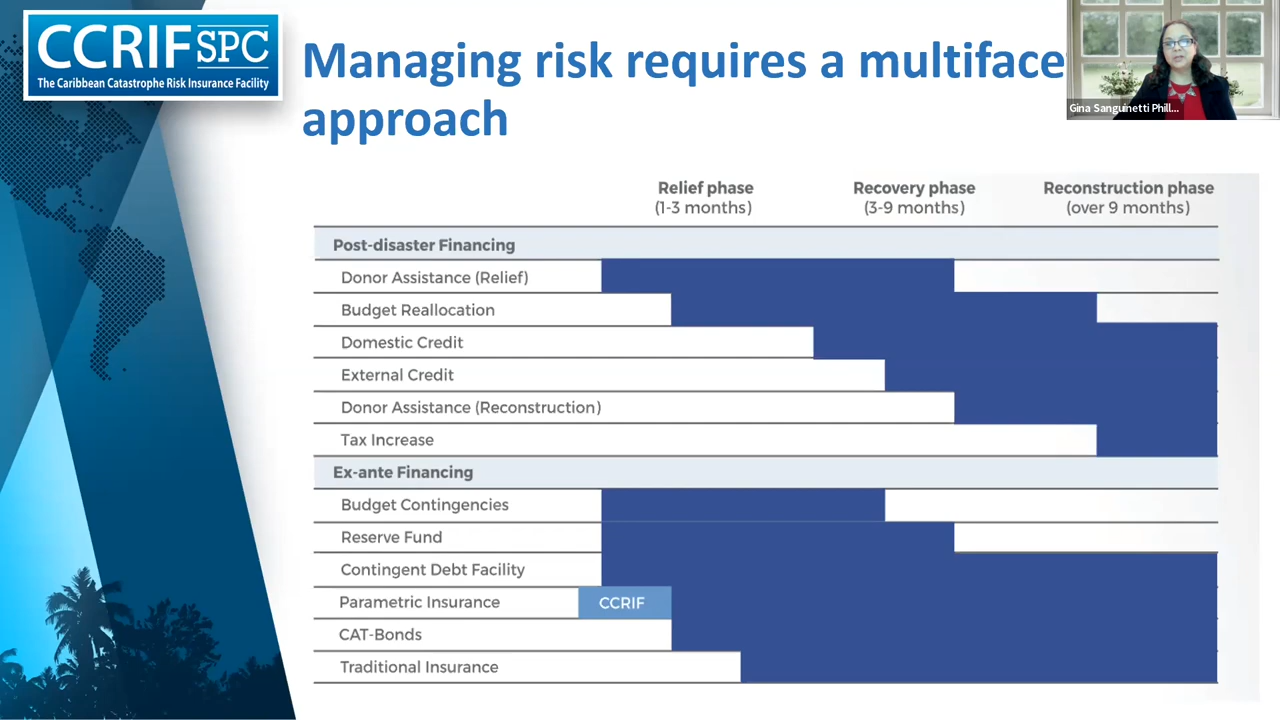 CCRIF SPC
The Caribbean Catastrophe Risk Insurance Facility
Managing risk requires a multiface
approach
Gina Sanguinetti Phill...
Relief phase Recovery phase Reconstruction phase
(1-3 months) (3-9 months) (over 9 months)
Post-disaster Financing
Donor Assistance (Relief)
Budget Reallocation
Domestic Credit
External Credit
Donor Assistance (Reconstruction)
Tax Increase
Ex-ante Financing
Budget Contingencies
Reserve Fund
Contingent Debt Facility
Parametric Insurance CCRIF
CAT-Bonds
Traditional Insurance